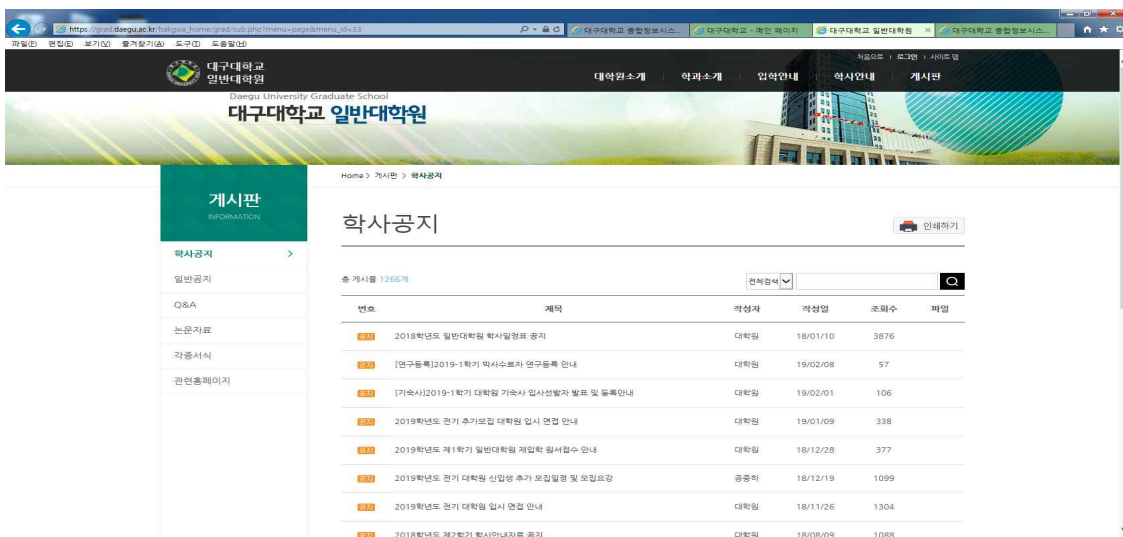 https://grad.daegu.ac.kr/hakgwa_home/grad/sub.php?menu=page&menu_id=33
대구대학교 종합정보시스...
대구대학교 - 메인 페이지
대구대학교 일반대학원
대구대학교 종합정보시스...
파일(F) 편집(E) 보기(V) 즐겨찾기(A) 도구(T) 도움말(H)
처음으로 | 로그인 | 사이트맵
대구대학교
일반대학원
대학원소개 학과소개 입학안내 학사안내 게시판
Daegu University Graduate School
대구대학교 일반대학원
Home > 게시판 > 학사공지
게시판
INFORMATION
학사공지 >
일반공지
Q&A
논문자료
각종서식
관련홈페이지
학사공지
인쇄하기
총 게시물 1266개
전체검색
번호 제목 작성자 작성일 조회수 파일
공지 2018학년도 일반대학원 학사일정표 공지 대학원 18/01/10 3876
공지 [연구등록]2019-1학기 박사수료자 연구등록 안내 대학원 19/02/08 57
공지 [기숙사]2019-1학기 대학원 기숙사 입사선발자 발표 및 등록안내 대학원 19/02/01 106
공지 2019학년도 전기 추가모집 대학원 입시 면접 안내 대학원 19/01/09 338
공지 2019학년도 제1학기 일반대학원 재입학 원서접수 안내 대학원 18/12/28 377
공지 2019학년도 전기 대학원 신입생 추가 모집일정 및 모집요강 공종하 18/12/19 1099
공지 2019학년도 전기 대학원 입시 면접 안내 대학원 18/11/26 1304
공지 2018학년도 제2학기 학사안내자료 공지 대학원 18/08/09 1088